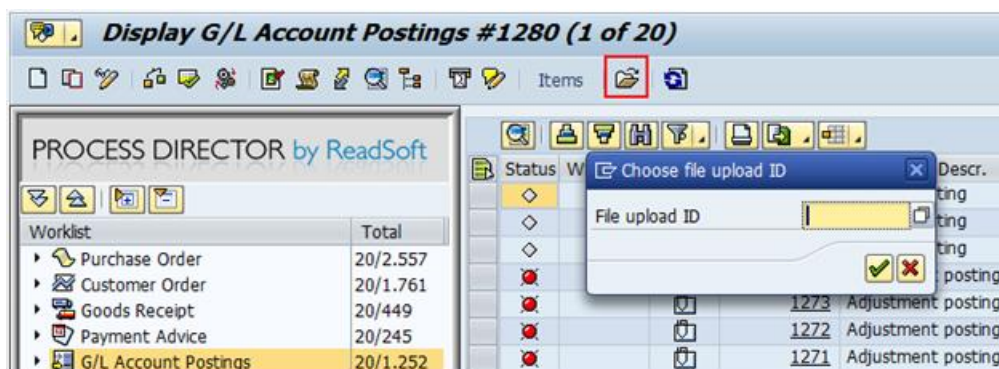 Display G/L Account Postings #1280 (1 of 20)
Items
PROCESS DIRECTOR by ReadSoft
Worklist Total
Purchase Order 20/2.557
Customer Order 20/1.761
Goods Receipt 20/449
Payment Advice 20/245
G/L Account Postings 20/1.252
Status W Descr.
Choose file upload ID
File upload ID
ting
ting
ting
posting
1273 Adjustment posting
1272 Adjustment posting
1271 Adjustment posting